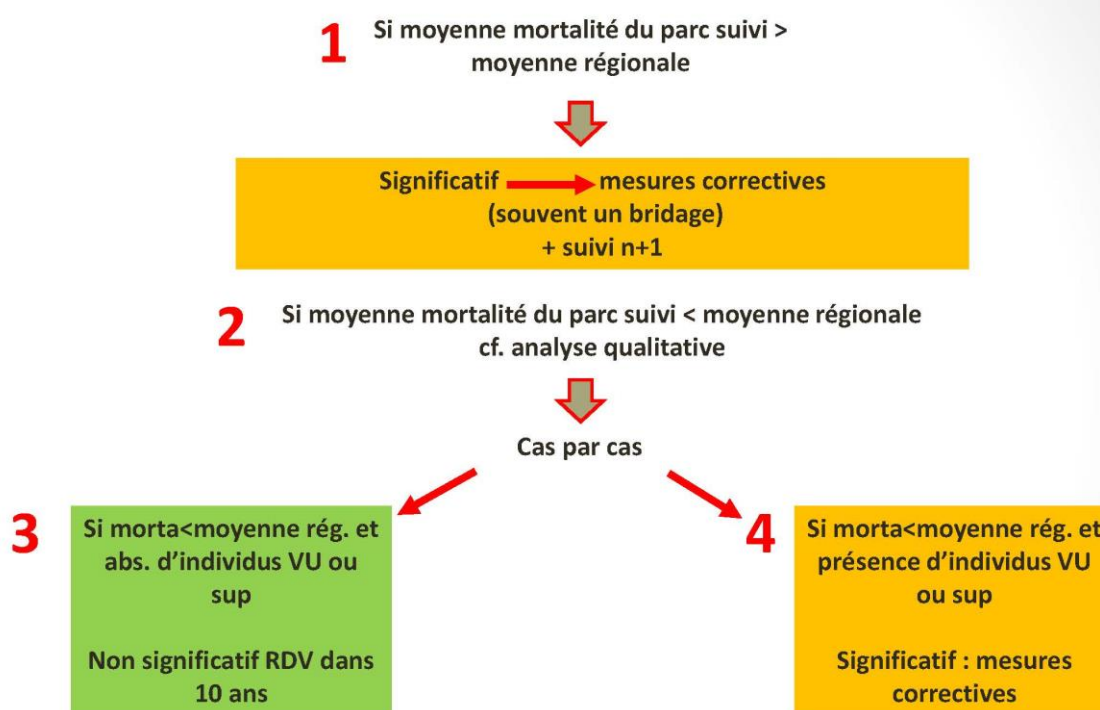 1
Si moyenne mortalité du parc suivi >
moyenne régionale
Significatif mesures correctives
(souvent un bridage)
+ suivi n+1
2
Si moyenne mortalité du parc suivi < moyenne régionale
cf. analyse qualitative
Cas par cas
3
Si morta<moyenne rég. et
abs. d’individus VU ou
sup
Non significatif RDV dans
10 ans
4
Si morta<moyenne rég. et
présence d’individus VU
ou sup
Significatif : mesures
correctives